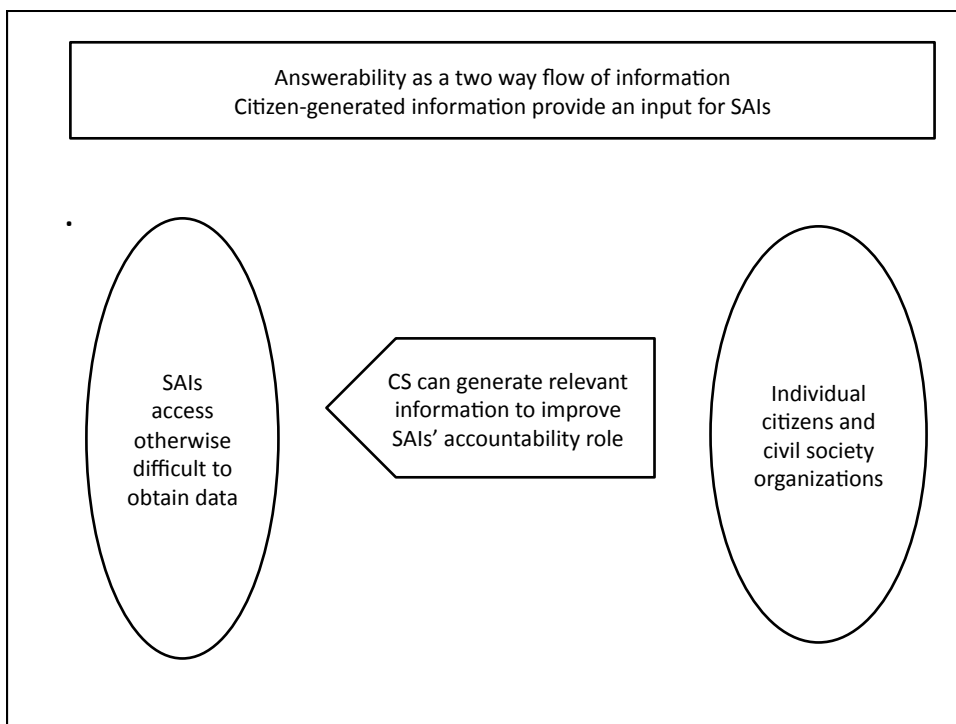 Answerability as a two way flow of information
Citizen-generated information provide an input for SAIs
.
SAIs
access
otherwise
difficult to
obtain data
CS can generate relevant
information to improve
SAIs’ accountability role
Individual
citizens and
civil society
organizations